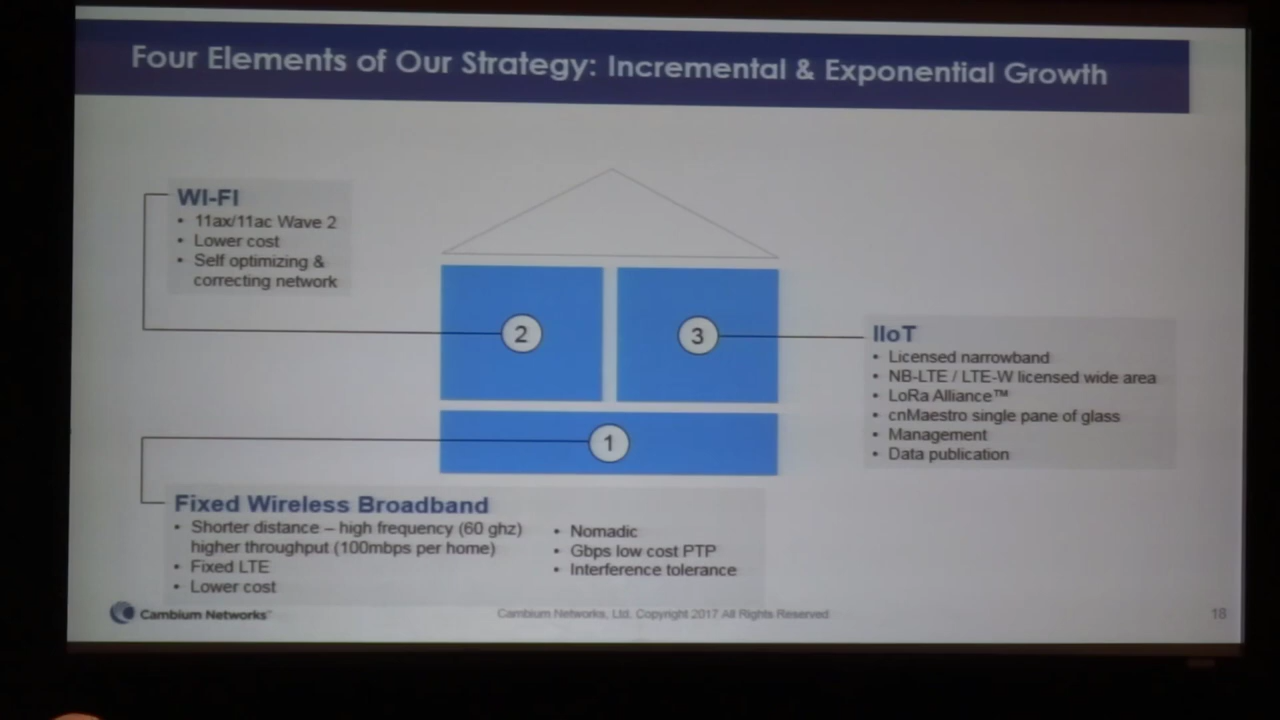 Four Elements of Our Strategy: Incremental & Exponential Growth
WI-FI
• 11ax/11ac Wave 2
• Lower cost
• Self optimizing &
correcting network
2
3
IIoT
• Licensed narrowband
• NB-LTE / LTE-W licensed wide area
• LoRa Alliance™
• cnMaestro single pane of glass
• Management
• Data publication
1
Fixed Wireless Broadband
• Shorter distance – high frequency (60 ghz)
higher throughput (100mbps per home)
• Fixed LTE
• Lower cost
• Nomadic
• Gbps low cost PTP
• Interference tolerance
Cambium Networks™
Cambium Networks, Ltd. Copyright 2017 All Rights Reserved
18